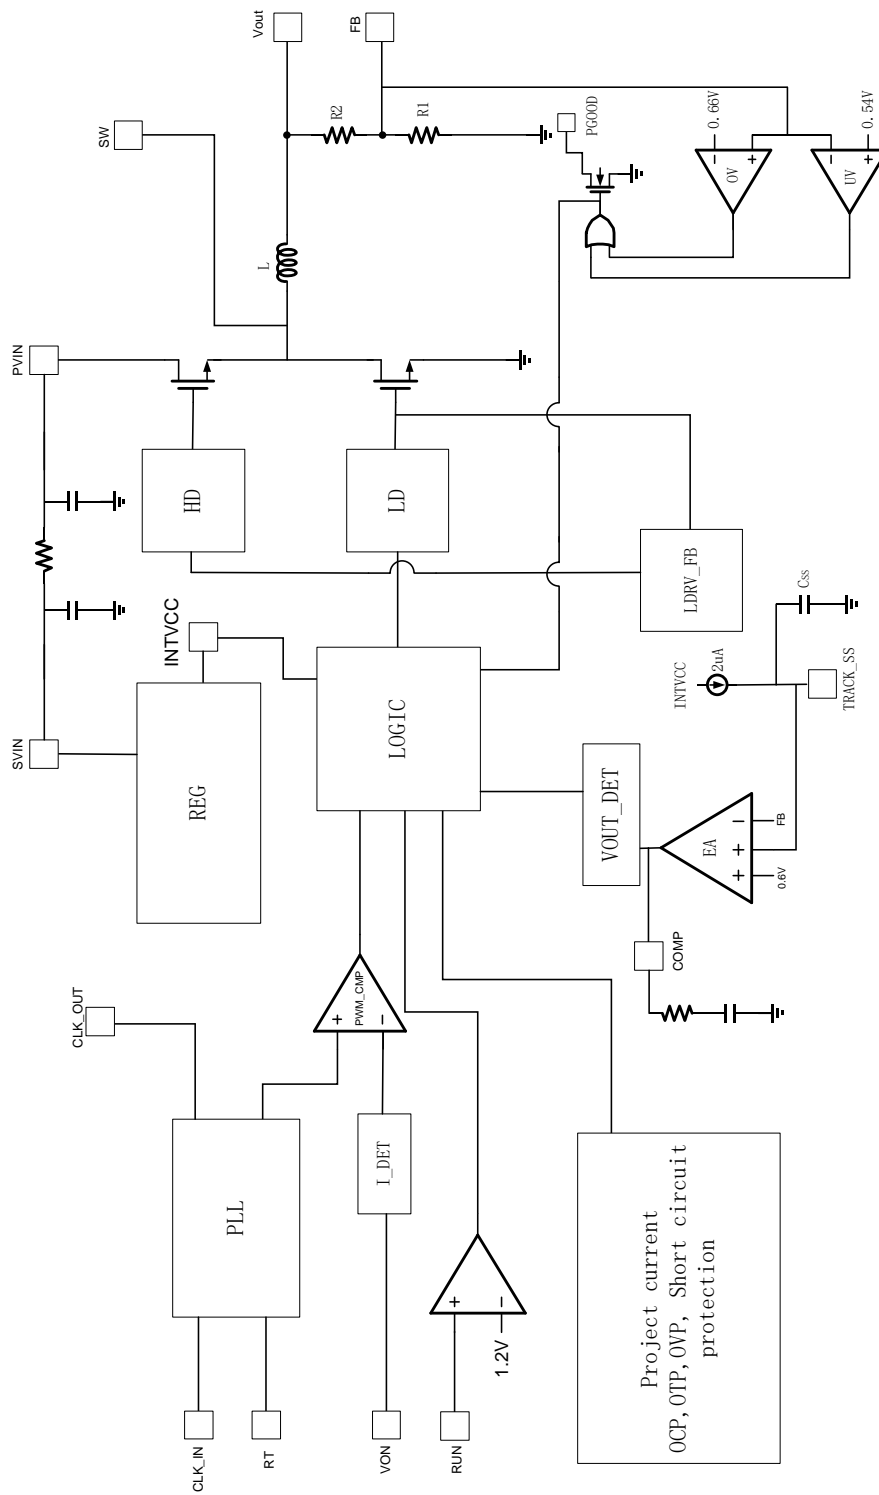 Vout
FB
SW
R2
R1
PGOOD
0.66V
OV
+
−
0.54V
UV
+
−
L
PVIN
HD
LD
LDRV_FB
INTVCC
SVIN
REG
LOGIC
VOUT_DET
INTVCC
2uA
Css
TRACK_SS
EA
−
+
+
FB
0.6V
COMP
CLK_OUT
PWM_CMP
+
−
PLL
I_DET
+
−
1.2V
CLK_IN
RT
VON
RUN
Project current
OCP,OTP,OVP, Short circuit
protection